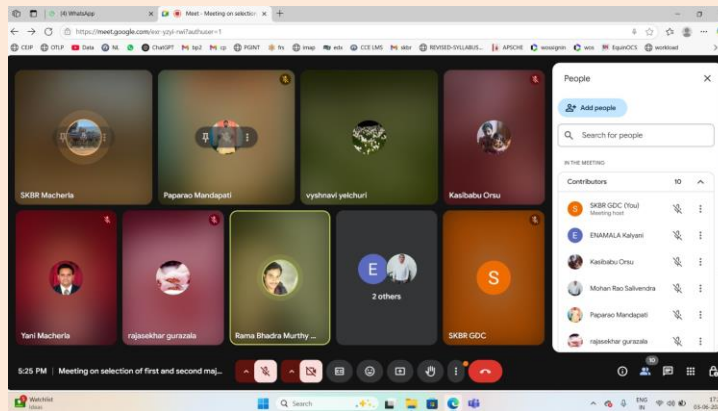 (4) WhatsApp
Meet - Meeting on selection
https://meet.google.com/exr-yzyi-rwi?authuser=1
CEIP OTLP Data NL ChatGPT bp2 cp PGINT frs imap my edx CCE LMS skbr REVISED-SYLLABUS... APSCHE sossignin wos EquinOCS workload
SKBR Macherla
Paparao Mandapati
vyshnavi yelchuri
Kasibabu Orsu
Yani Macherla
rajasekhar gurazala
Rama Bhadra Murthy ...
E
2 others
S
SKBR GDC
People
Add people
Search for people
IN THE MEETING
Contributors 10
S SKBR GDC (You)
Meeting host
E ENAMALA Kalyani
Kasibabu Orsu
Mohan Rao Salivendra
Paparao Mandapati
rajasekhar gurazala
5:25 PM | Meeting on selection of first and second maj...
10
Watchlist
Ideas
Search
ENG
IN